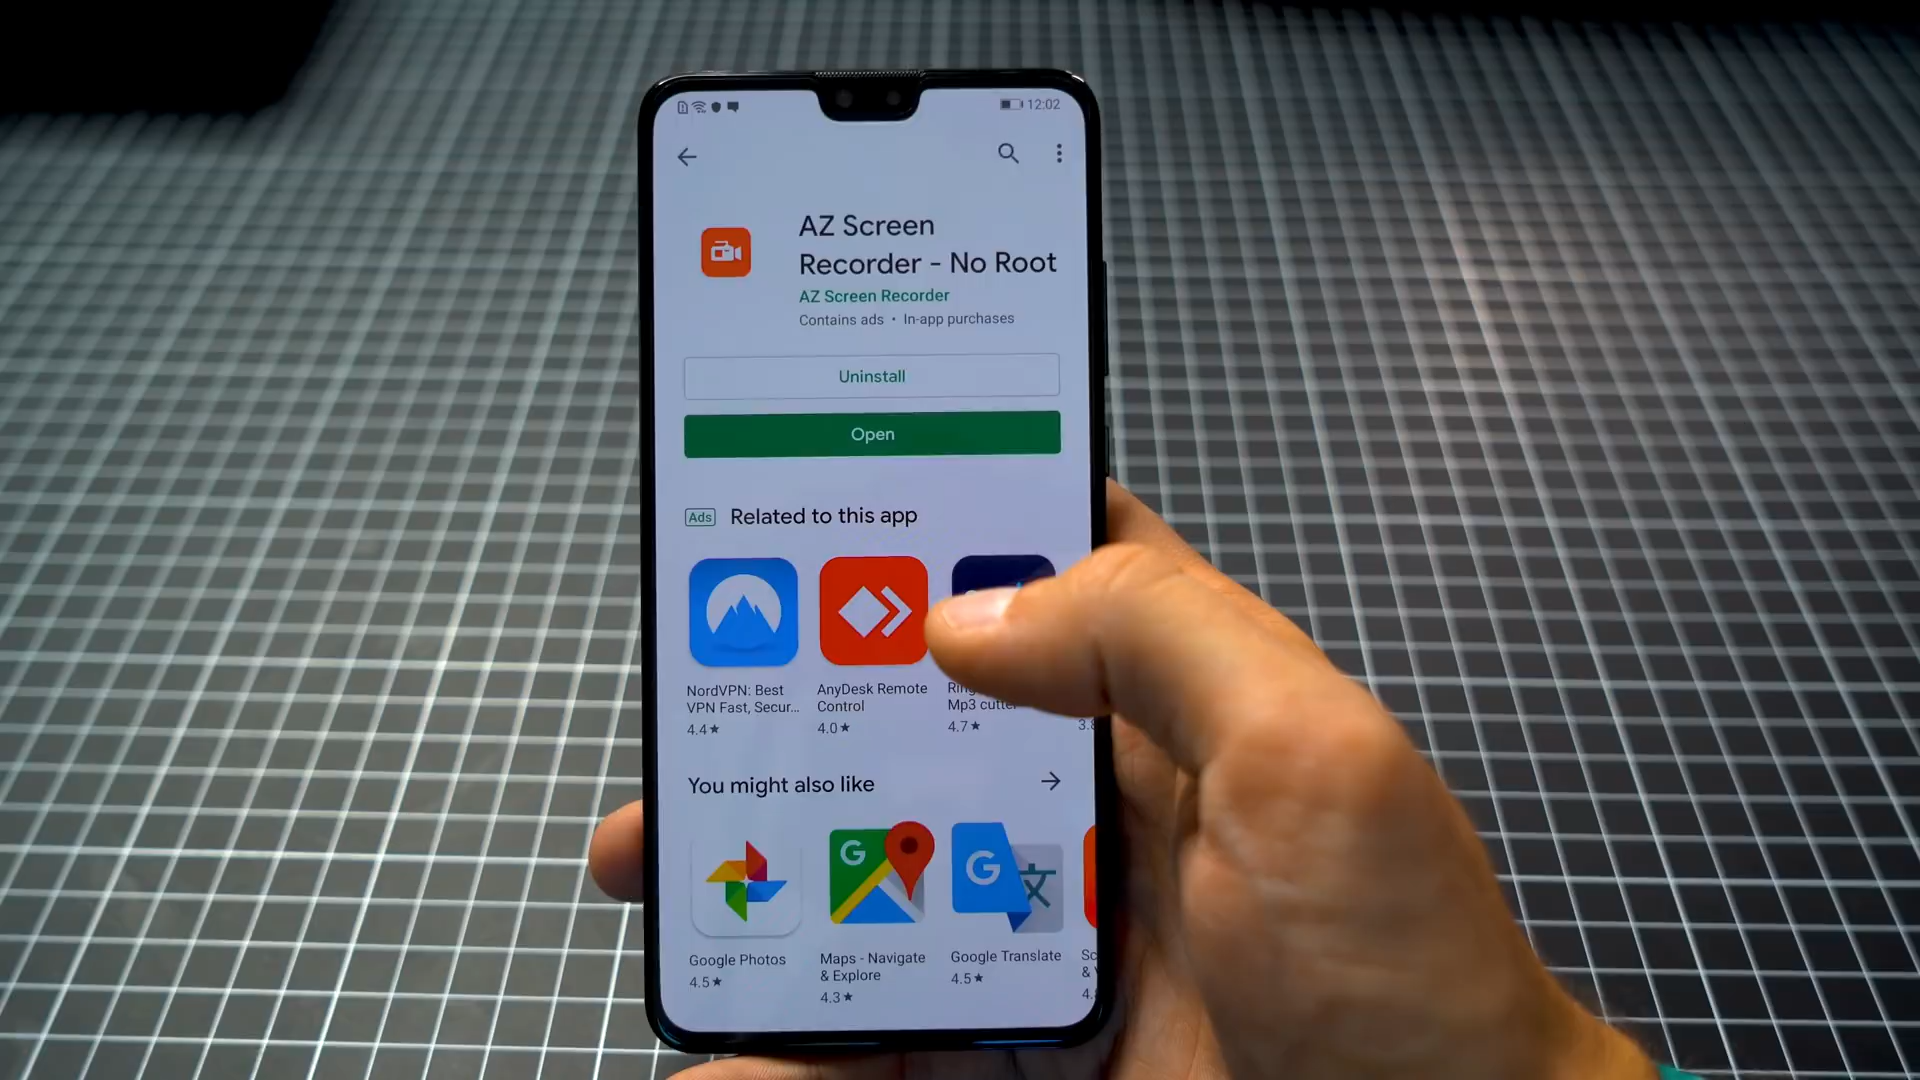 12:02
AZ Screen
Recorder - No Root
AZ Screen Recorder
Contains ads • In-app purchases
Uninstall
Open
Ads Related to this app
NordVPN: Best
VPN Fast, Secur...
4.4★
AnyDesk Remote
Control
4.0★
Mp3 cutter
4.7★
You might also like
G
G
文
Google Photos
4.5★
Maps - Navigate
& Explore
4.3★
Google Translate
4.5★